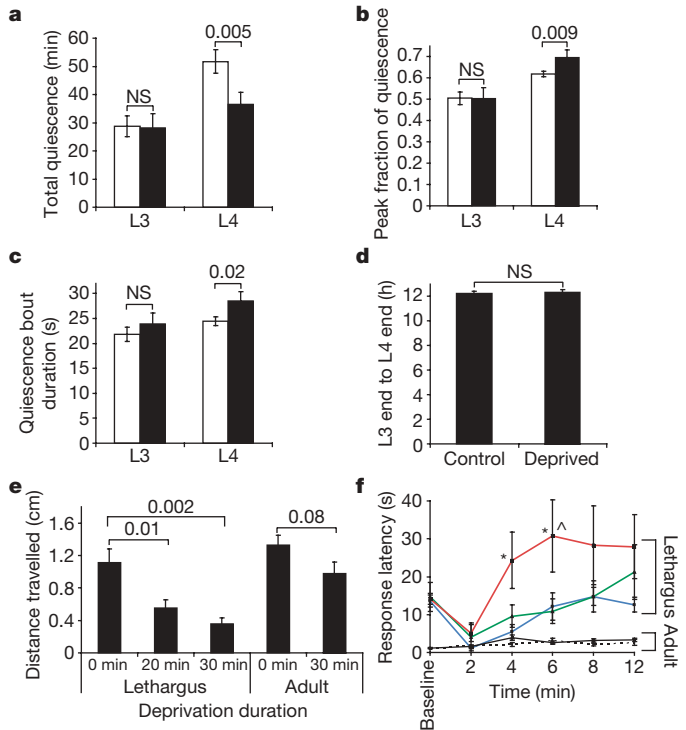 a
Total quiescence (min)
60
50
40
30
20
10
0
NS
0.005
L3
L4
b
Peak fraction of quiescence
0.7
0.6
0.5
0.4
0.3
0.2
0.1
0
NS
0.009
L3
L4
c
Quiescence bout
duration (s)
30
25
20
15
10
5
0
NS
0.02
L3
L4
d
L3 end to L4 end (h)
12
10
8
6
4
2
0
NS
Control
Deprived
e
Distance travelled (cm)
1.6
1.2
0.8
0.4
0
0.002
0.01
0.08
0 min 20 min 30 min 0 min 30 min
Lethargus Adult
Deprivation duration
f
Response latency (s)
40
30
20
10
0
* * ^
Baseline
2 4 6 8 12
Time (min)
Lethargus
Adult